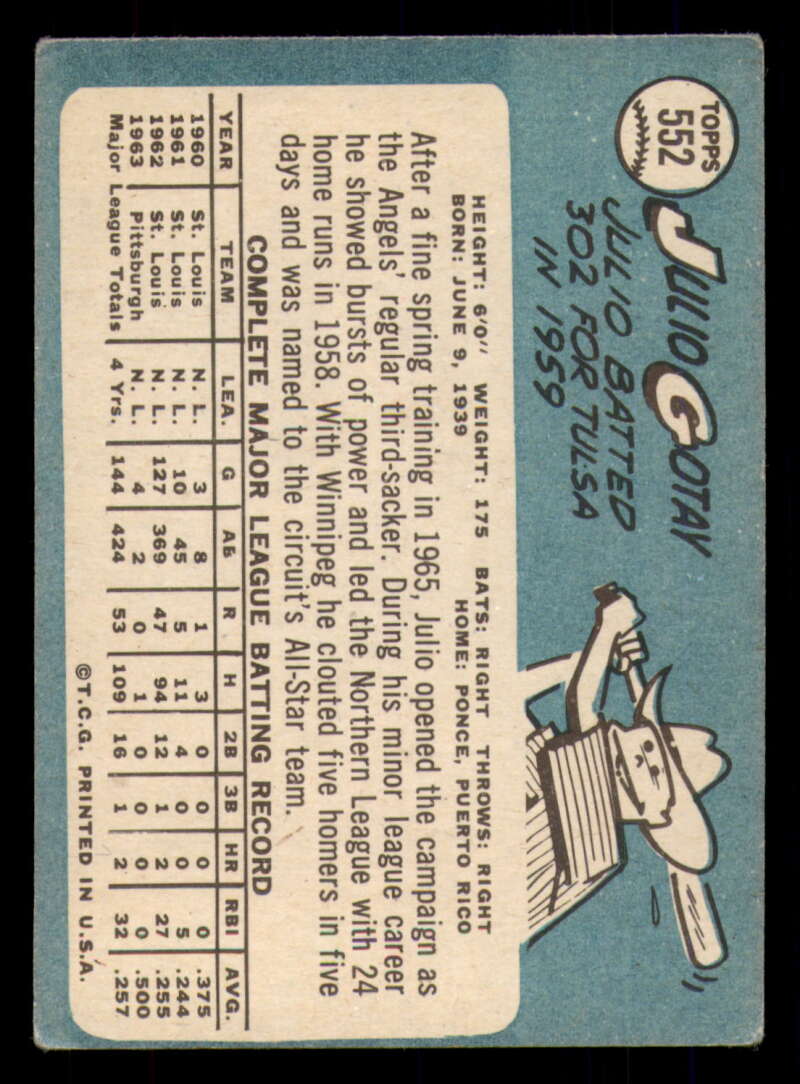 TOPPS
552
JULIO GOTAY
JULIO BATTED
302 FOR TULSA
IN 1959
HEIGHT: 6'0" WEIGHT: 175 BATS: RIGHT THROWS: RIGHT
BORN: JUNE 9, 1939 HOME: PONCE, PUERTO RICO
After a fine spring training in 1965, Julio opened the campaign as
the Angels' regular third-sacker. During his minor league career
he showed bursts of power and led the Northern League with 24
home runs in 1958. With Winnipeg he clouted five homers in five
days and was named to the circuit's All-Star team.
COMPLETE MAJOR LEAGUE BATTING RECORD
YEAR TEAM LEA. G AB R H 2B 3B HR RBI AVG.
1960 St. Louis N. L. 3 8 1 3 0 0 0 0 .375
1961 St. Louis N. L. 10 45 5 11 4 0 0 5 .244
1962 St. Louis N. L. 127 369 47 94 12 1 2 27 .255
1963 Pittsburgh N. L. 4 2 0 1 0 0 0 0 .500
Major League Totals 4 Yrs. 144 424 53 109 16 1 2 32 .257
©T.C.G. PRINTED IN U.S.A.